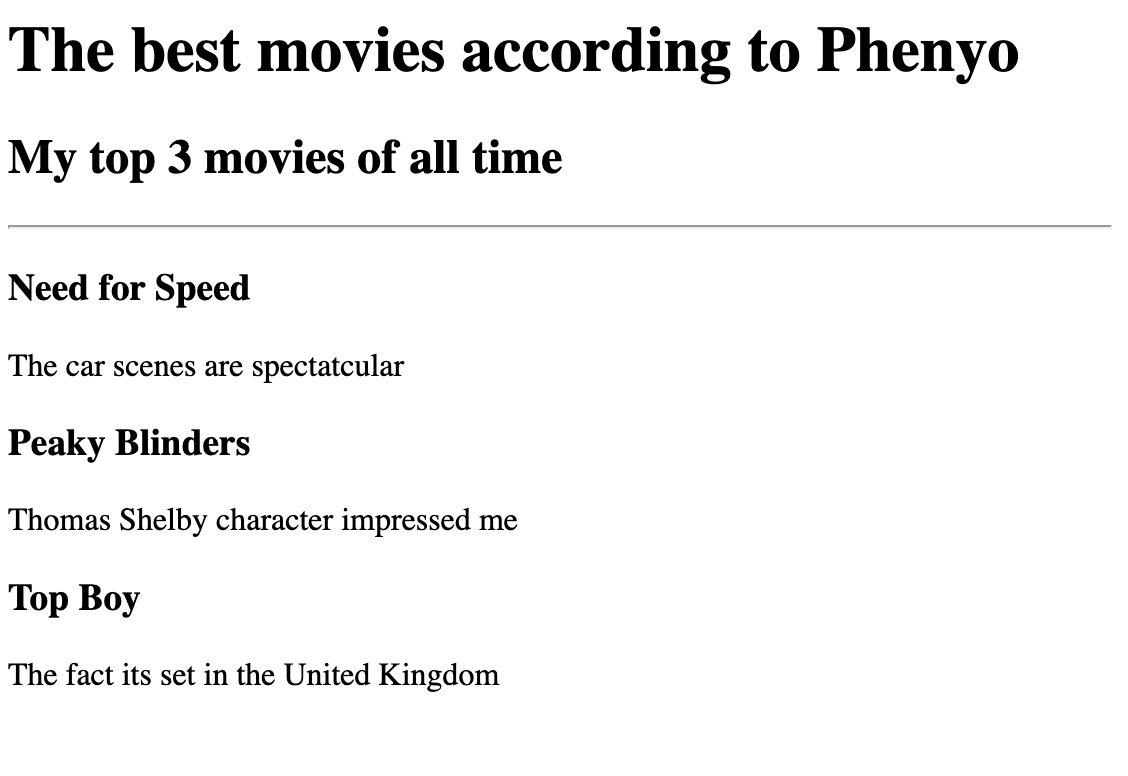 The best movies according to Phenyo
My top 3 movies of all time
Need for Speed
The car scenes are spectatcular
Peaky Blinders
Thomas Shelby character impressed me
Top Boy
The fact its set in the United Kingdom